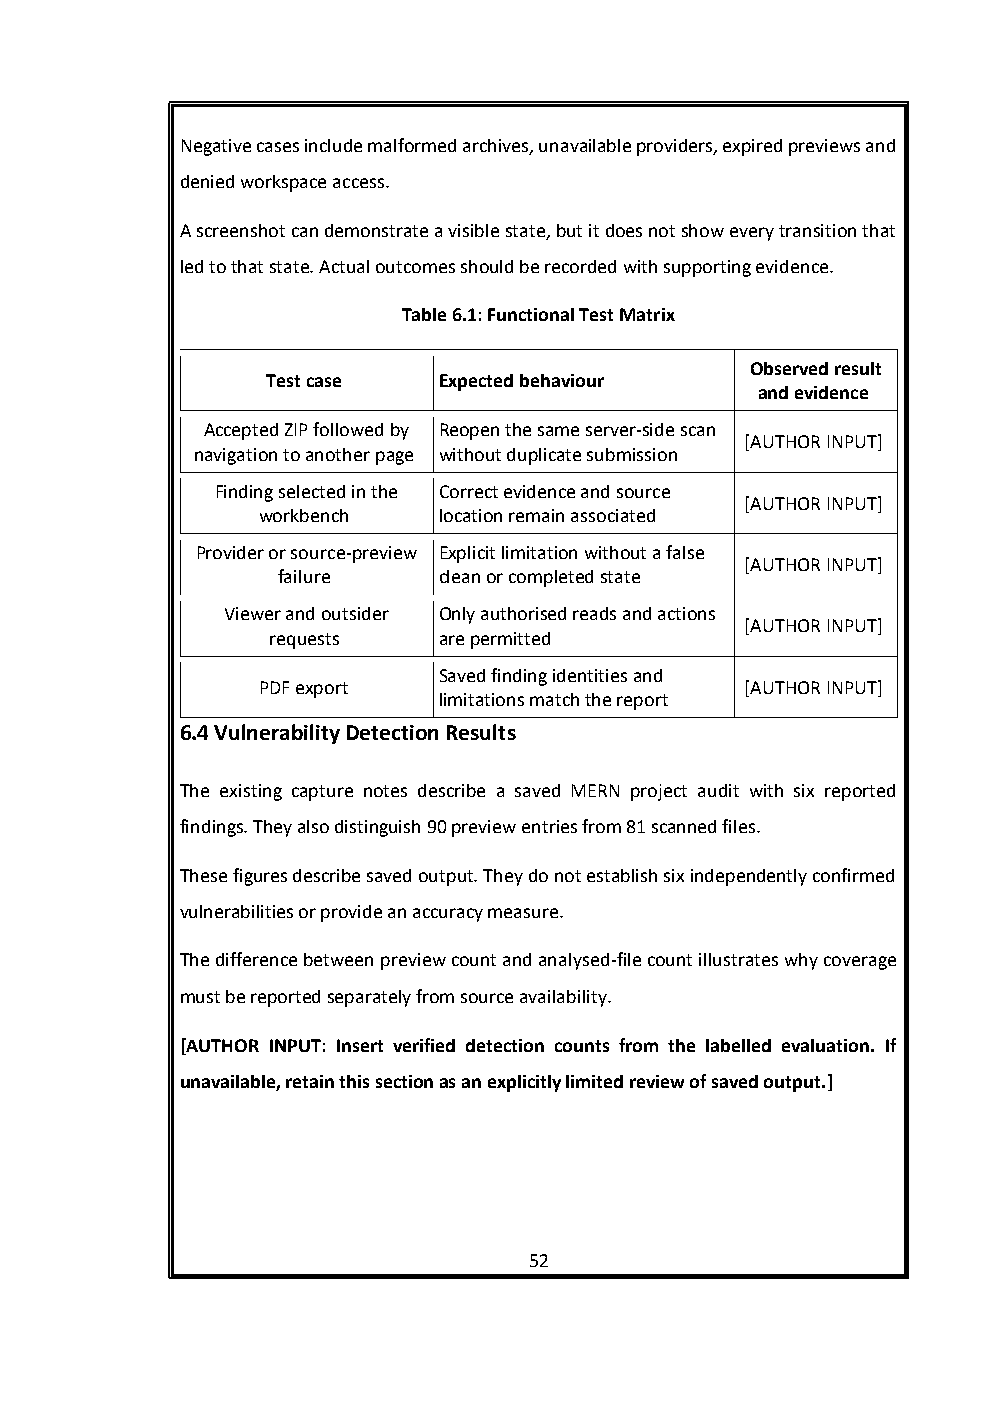 Negative cases include malformed archives, unavailable providers, expired previews and
denied workspace access.
A screenshot can demonstrate a visible state, but it does not show every transition that
led to that state. Actual outcomes should be recorded with supporting evidence.
Table 6.1: Functional Test Matrix
Test case
Expected behaviour
Observed result
and evidence
Accepted ZIP followed by
navigation to another page
Reopen the same server-side scan
without duplicate submission
[AUTHOR INPUT]
Finding selected in the
workbench
Correct evidence and source
location remain associated
[AUTHOR INPUT]
Provider or source-preview
failure
Explicit limitation without a false
clean or completed state
[AUTHOR INPUT]
Viewer and outsider
requests
Only authorised reads and actions
are permitted
[AUTHOR INPUT]
PDF export
Saved finding identities and
limitations match the report
[AUTHOR INPUT]
6.4 Vulnerability Detection Results
The existing capture notes describe a saved MERN project audit with six reported
findings. They also distinguish 90 preview entries from 81 scanned files.
These figures describe saved output. They do not establish six independently confirmed
vulnerabilities or provide an accuracy measure.
The difference between preview count and analysed-file count illustrates why coverage
must be reported separately from source availability.
[AUTHOR INPUT: Insert verified detection counts from the labelled evaluation. If
unavailable, retain this section as an explicitly limited review of saved output.]
52